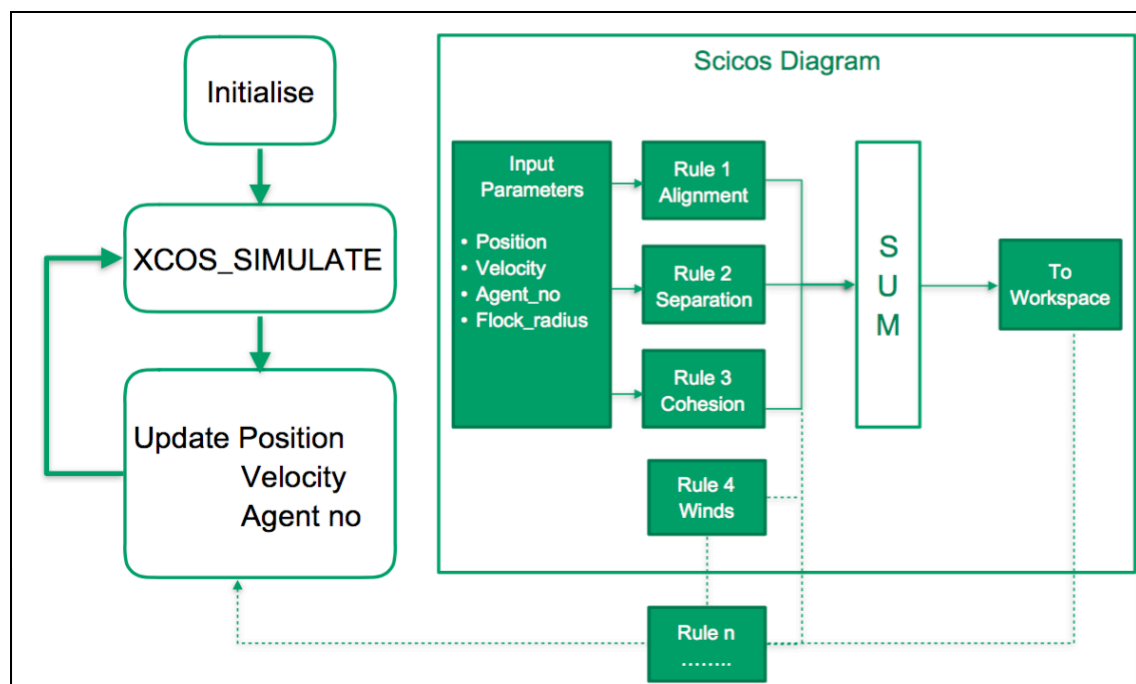 Initialise
XCOS_SIMULATE
Update Position
Velocity
Agent no
Scicos Diagram
Input
Parameters
• Position
• Velocity
• Agent_no
• Flock_radius
Rule 1
Alignment
Rule 2
Separation
Rule 3
Cohesion
Rule 4
Winds
Rule n
........
S
U
M
To
Workspace